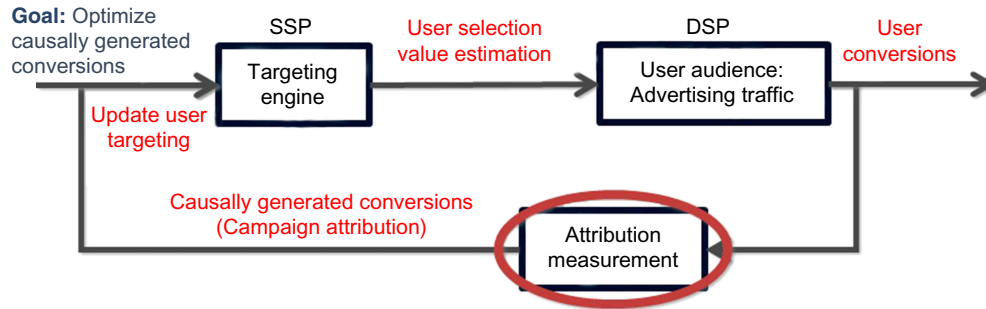 Goal: Optimize
causally generated
conversions
SSP
Targeting
engine
User selection
value estimation
DSP
User audience:
Advertising traffic
User
conversions
Update user
targeting
Causally generated conversions
(Campaign attribution)
Attribution
measurement